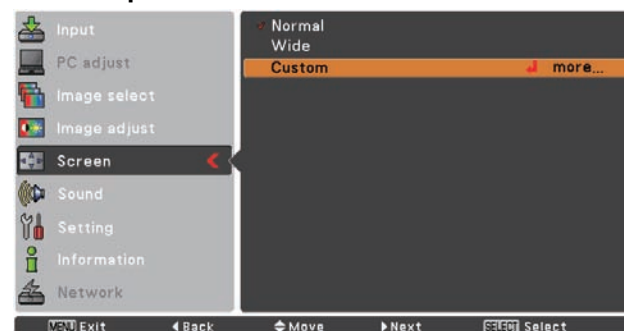 Input
PC adjust
Image select
Image adjust
Screen
Sound
Setting
Information
Network
Normal
Wide
Custom more...
MENU Exit Back Move Next SELECT Select